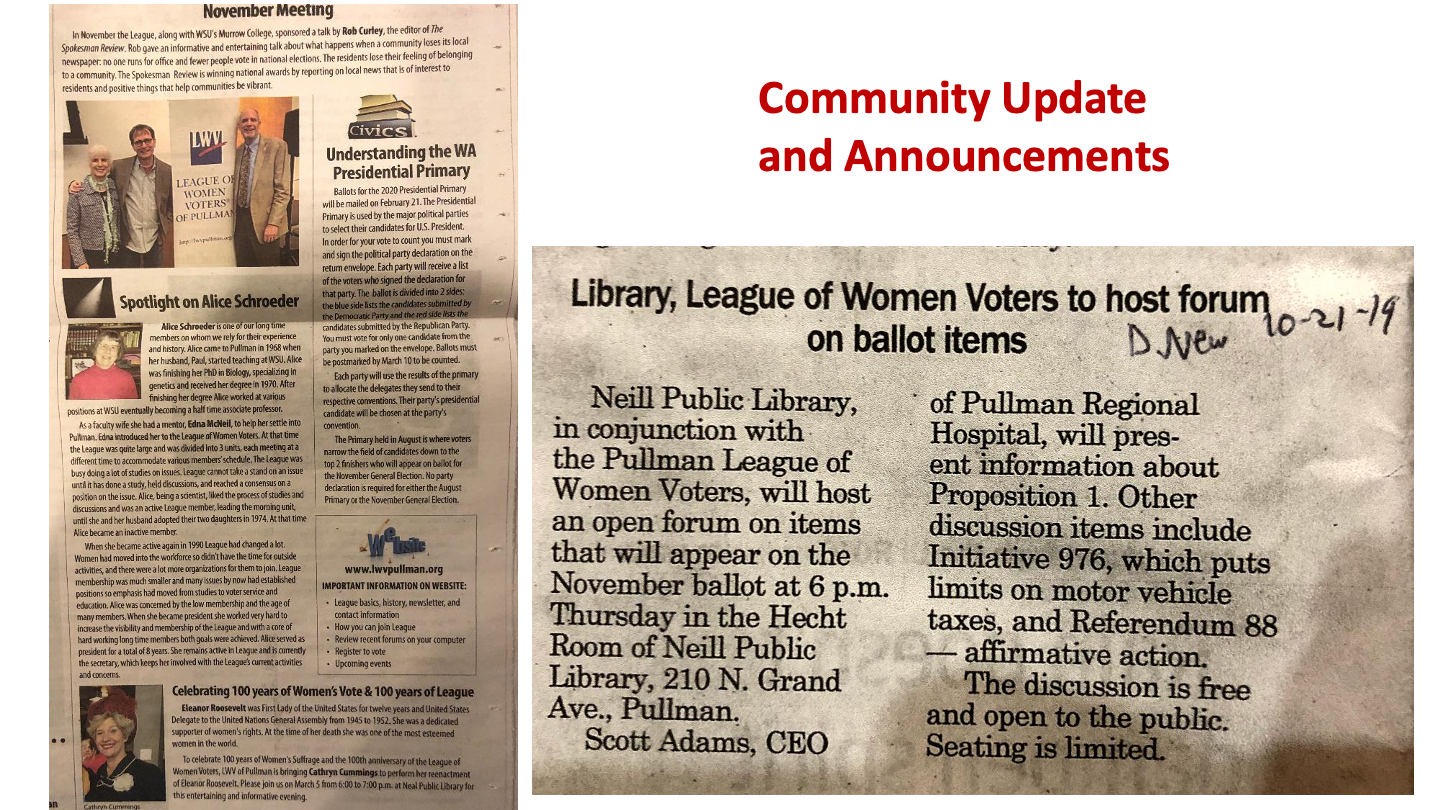 November Meeting
In November the League, along with WSU's Murrow College, sponsored a talk by Rob Curley, the editor of The
Spokesman Review. Rob gave an informative and entertaining talk about what happens when a community loses its local
newspaper: no one runs for office and fewer people vote in national elections. The residents lose their feeling of belonging
to a community. The Spokesman Review is winning national awards by reporting on local news that is of interest to
residents and positive things that help communities be vibrant.
LWV
LEAGUE OF
WOMEN
VOTERS®
OF PULLMAN
http://lwvpullman.org
Spotlight on Alice Schroeder
Alice Schroeder is one of our long time
members on whom we rely for their experience
and history. Alice came to Pullman in 1968 when
her husband, Paul, started teaching at WSU. Alice
was finishing her PhD in Biology, specializing in
genetics and received her degree in 1970. After
finishing her degree Alice worked at various
positions at WSU eventually becoming a half time associate professor.
As a faculty wife she had a mentor, Edna McNeil, to help her settle into
Pullman. Edna introduced her to the League of Women Voters. At that time
the League was quite large and was divided into 3 units, each meeting at a
different time to accommodate various members' schedule. The League was
busy doing a lot of studies on issues. League cannot take a stand on an issue
until it has done a study, held discussions, and reached a consensus on a
position on the issue. Alice, being a scientist, liked the process of studies and
discussions and was an active League member, leading the morning unit,
until she and her husband adopted their two daughters in 1974. At that time
Alice became an inactive member.
When she became active again in 1990 League had changed a lot.
Women had moved into the workforce so didn't have the time for outside
activities, and there were a lot more organizations for them to join. League
membership was much smaller and many issues by now had established
positions so emphasis had moved from studies to voter service and
education. Alice was concerned by the low membership and the age of
many members. When she became president she worked very hard to
increase the visibility and membership of the League and with a core of
hard working long time members both goals were achieved. Alice served as
president for a total of 8 years. She remains active in League and is currently
the secretary, which keeps her involved with the League's current activities
and concerns.
Civics
Understanding the WA
Presidential Primary
Ballots for the 2020 Presidential Primary
will be mailed on February 21. The Presidential
Primary is used by the major political parties
to select their candidates for U.S. President.
In order for your vote to count you must mark
and sign the political party declaration on the
return envelope. Each party will receive a list
of the voters who signed the declaration for
that party. The ballot is divided into 2 sides:
the blue side lists the candidates submitted by
the Democratic Party and the red side lists the
candidates submitted by the Republican Party.
You must vote for only one candidate from the
party you marked on the envelope. Ballots must
be postmarked by March 10 to be counted.
Each party will use the results of the primary
to allocate the delegates they send to their
respective conventions. Their party's presidential
candidate will be chosen at the party's
convention.
The Primary held in August is where voters
narrow the field of candidates down to the
top 2 finishers who will appear on ballot for
the November General Election. No party
declaration is required for either the August
Primary or the November General Election.
Website
www.lwvpullman.org
IMPORTANT INFORMATION ON WEBSITE:
• League basics, history, newsletter, and
contact information
• How you can join League
• Review recent forums on your computer
• Register to vote
• Upcoming events
Celebrating 100 years of Women's Vote & 100 years of League
Eleanor Roosevelt was First Lady of the United States for twelve years and United States
Delegate to the United Nations General Assembly from 1945 to 1952. She was a dedicated
supporter of women's rights. At the time of her death she was one of the most esteemed
women in the world.
To celebrate 100 years of Women's Suffrage and the 100th anniversary of the League of
Women Voters, LWV of Pullman is bringing Cathryn Cummings to perform her reenactment
of Eleanor Roosevelt. Please join us on March 5 from 6:00 to 7:00 p.m. at Neal Public Library for
this entertaining and informative evening.
Cathryn Cummings
Community Update
and Announcements
Library, League of Women Voters to host forum
on ballot items
D. New 10-21-19
Neill Public Library,
in conjunction with
the Pullman League of
Women Voters, will host
an open forum on items
that will appear on the
November ballot at 6 p.m.
Thursday in the Hecht
Room of Neill Public
Library, 210 N. Grand
Ave., Pullman.
Scott Adams, CEO
of Pullman Regional
Hospital, will pres-
ent information about
Proposition 1. Other
discussion items include
Initiative 976, which puts
limits on motor vehicle
taxes, and Referendum 88
— affirmative action.
The discussion is free
and open to the public.
Seating is limited.